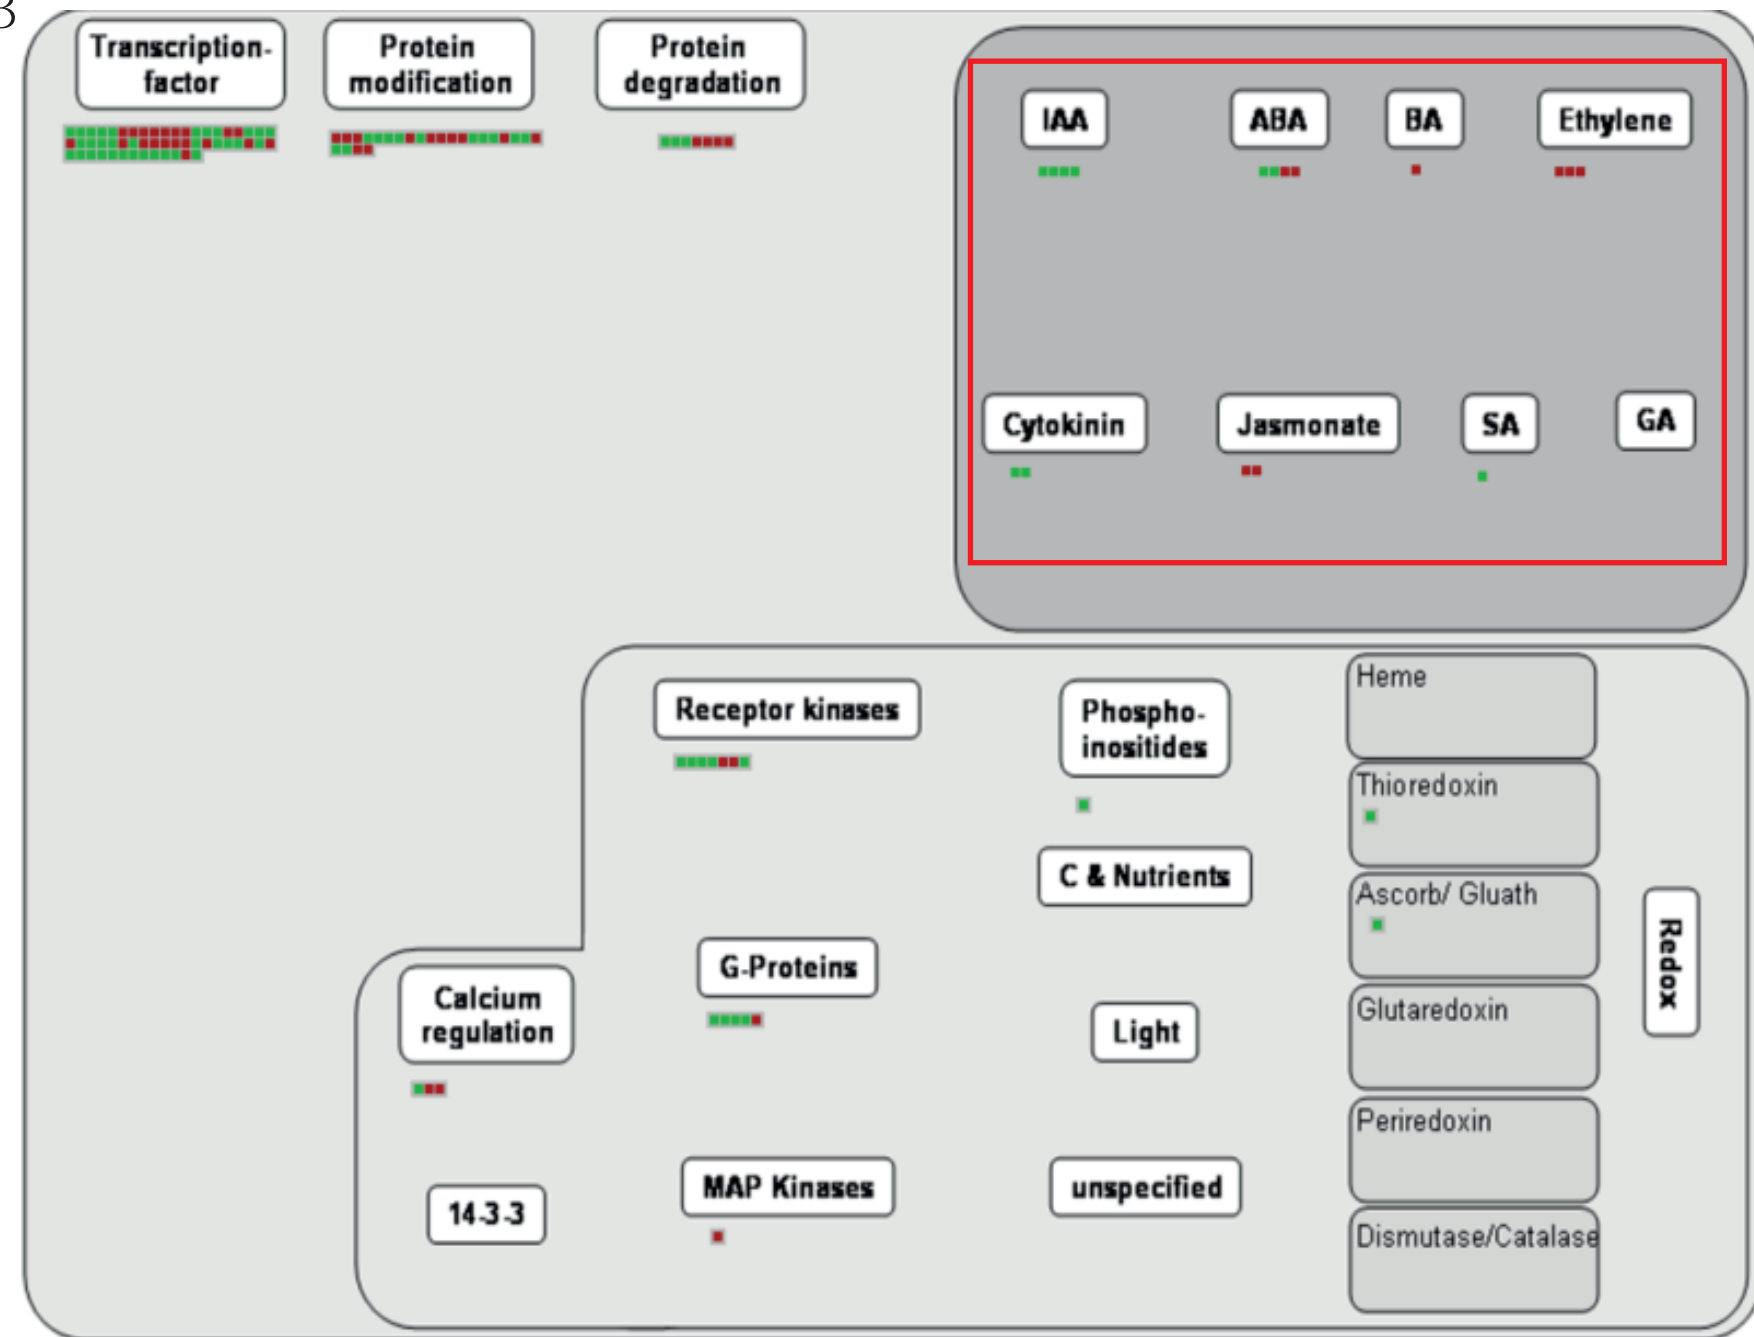 3
Transcription-
factor
Protein
modification
Protein
degradation
IAA
ABA
BA
Ethylene
Cytokinin
Jasmonate
SA
GA
Receptor kinases
Phospho-
inositides
C & Nutrients
G-Proteins
Light
Calcium
regulation
14-3-3
MAP Kinases
unspecified
Heme
Thioredoxin
Ascorb/ Gluath
Glutaredoxin
Periredoxin
Dismutase/Catalase
Redox